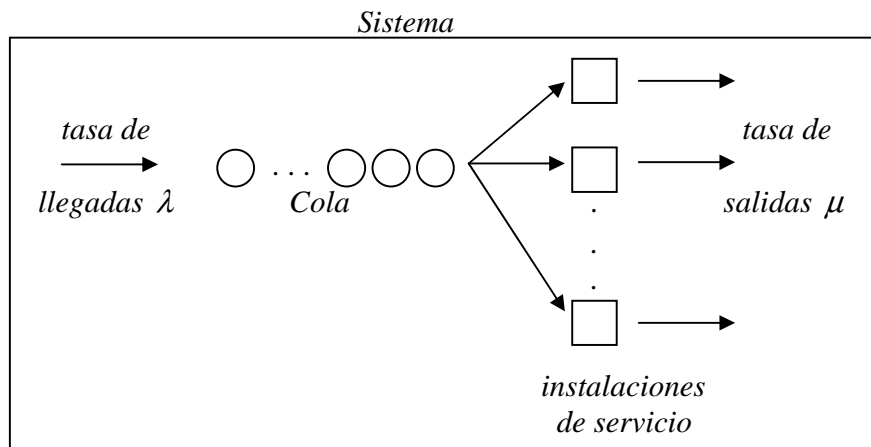 Sistema
tasa de
llegadas λ
. . .
Cola
tasa de
salidas μ
.
.
.
instalaciones
de servicio